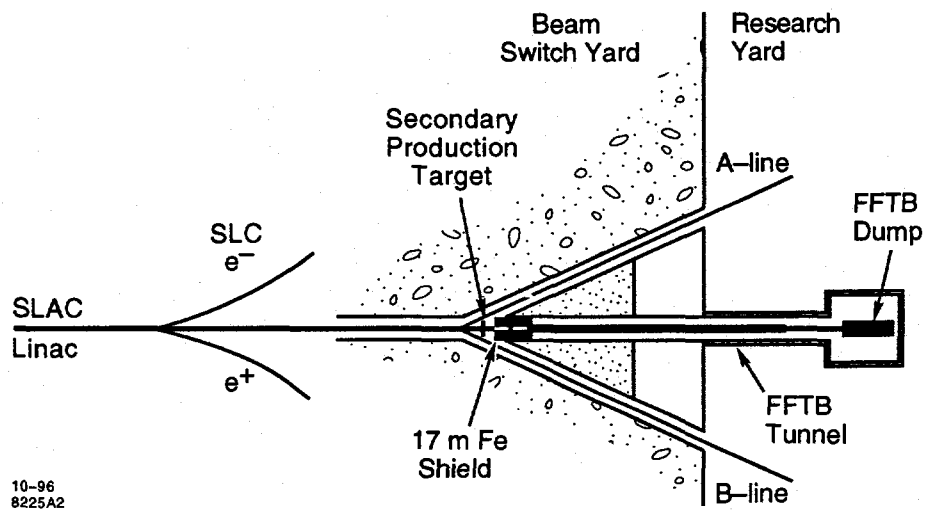 Beam
Switch Yard
Research
Yard
Secondary
Production
Target
A–line
FFTB
Dump
SLC
e–
SLAC
Linac
e+
17 m Fe
Shield
FFTB
Tunnel
B–line
10–96
8225A2